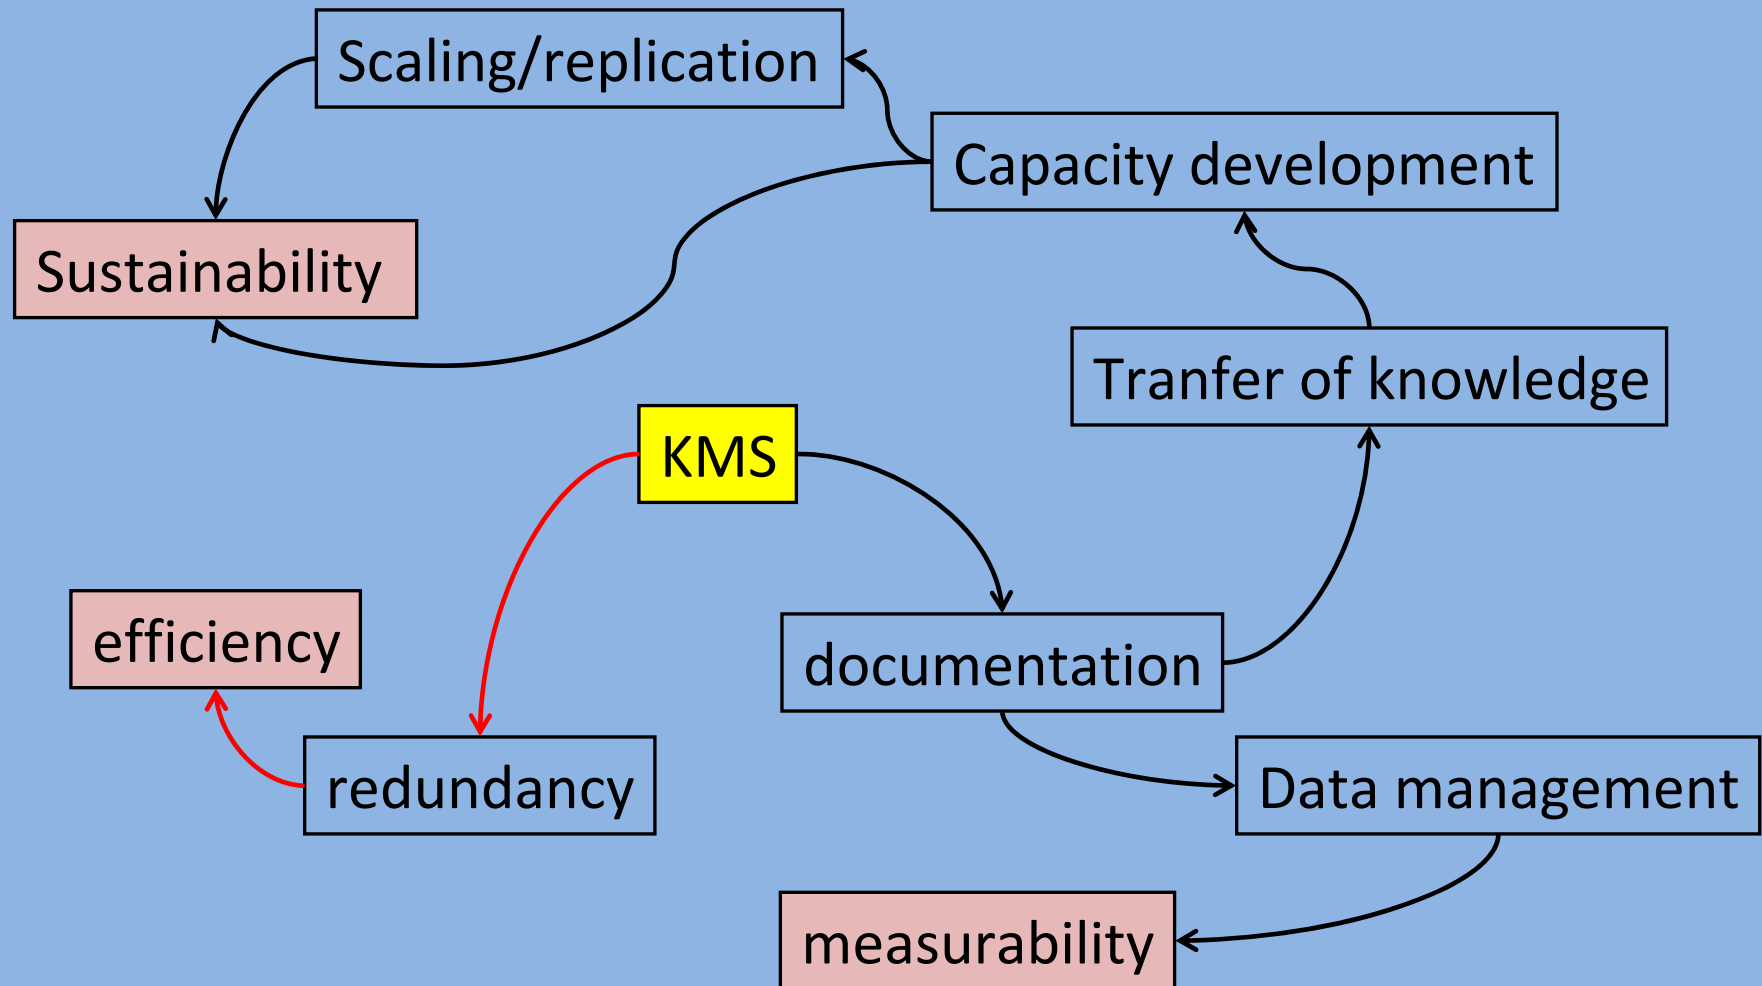 Scaling/replication
Capacity development
Sustainability
Tranfer of knowledge
KMS
efficiency
documentation
redundancy
Data management
measurability